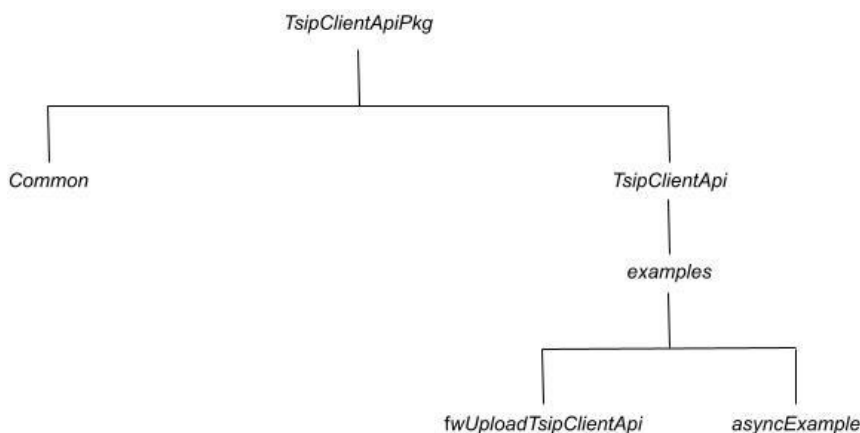 TsipClientApiPkg
Common
TsipClientApi
examples
fwUploadTsipClientApi
asyncExample